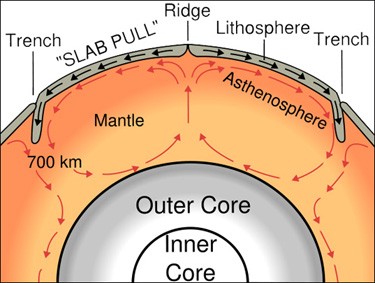 Ridge
Trench
"SLAB PULL"
Lithosphere
Trench
Asthenosphere
Mantle
700 km
Outer Core
Inner
Core